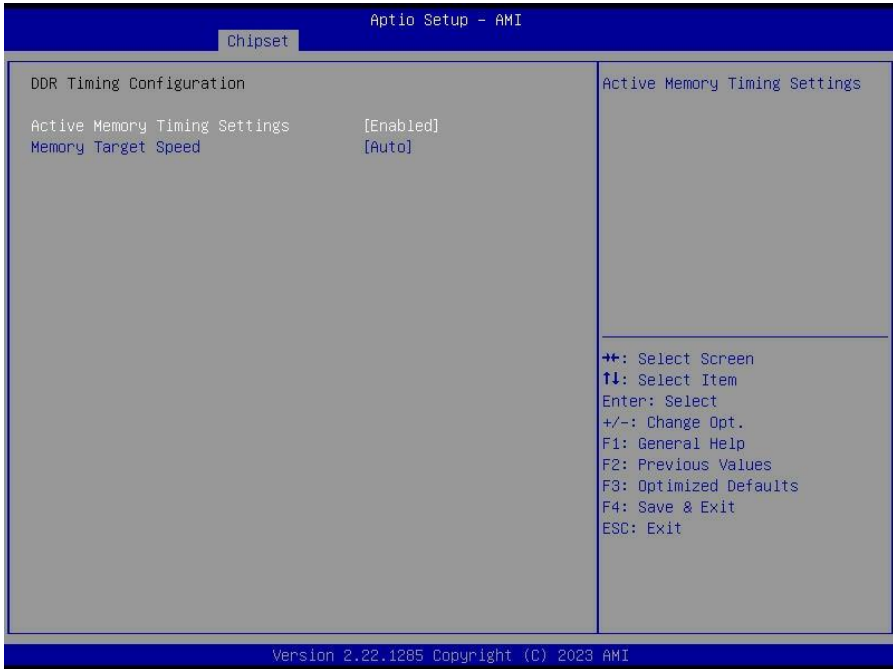 Aptio Setup – AMI
Chipset
DDR Timing Configuration
Active Memory Timing Settings [Enabled]
Memory Target Speed [Auto]
Active Memory Timing Settings
→←: Select Screen
↑↓: Select Item
Enter: Select
+/-: Change Opt.
F1: General Help
F2: Previous Values
F3: Optimized Defaults
F4: Save & Exit
ESC: Exit
Version 2.22.1285 Copyright (C) 2023 AMI